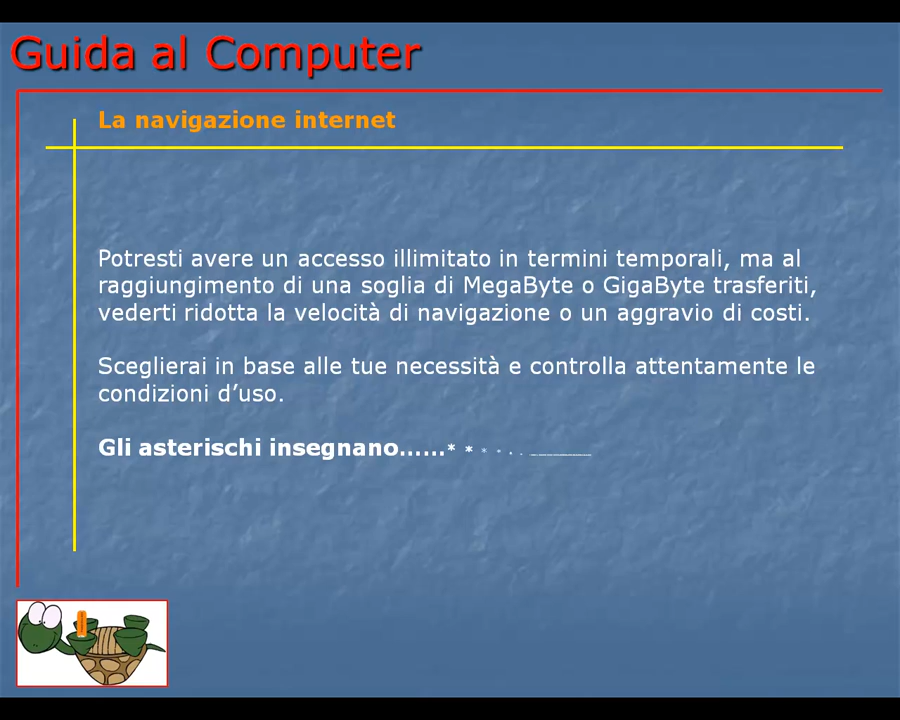 Guida al Computer
La navigazione internet
Potresti avere un accesso illimitato in termini temporali, ma al
raggiungimento di una soglia di MegaByte o GigaByte trasferiti,
vederti ridotta la velocità di navigazione o un aggravio di costi.
Sceglierai in base alle tue necessità e controlla attentamente le
condizioni d’uso.
Gli asterischi insegnano……* * * * . .